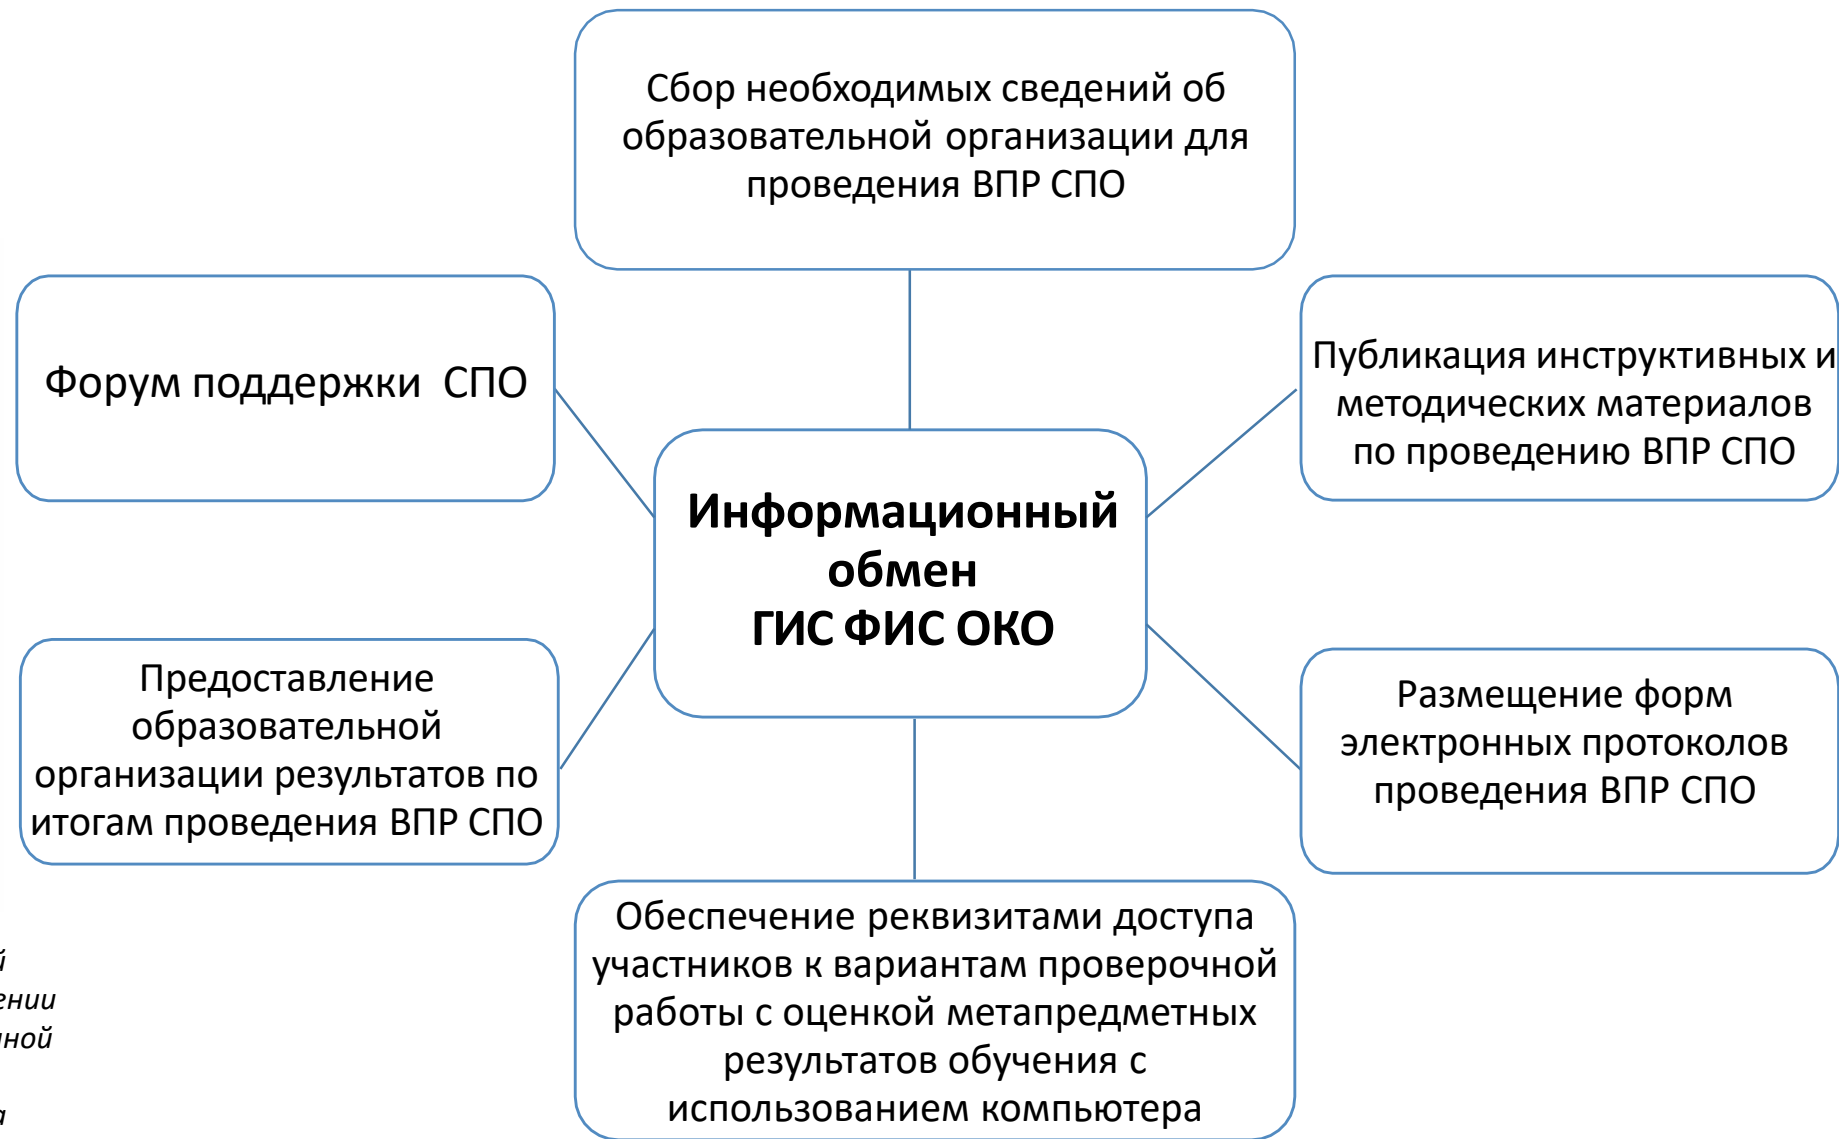 Сбор необходимых сведений об
образовательной организации для
проведения ВПР СПО
Форум поддержки СПО
Публикация инструктивных и
методических материалов
по проведению ВПР СПО
Информационный
обмен
ГИС ФИС ОКО
Предоставление
образовательной
организации результатов по
итогам проведения ВПР СПО
Размещение форм
электронных протоколов
проведения ВПР СПО
Обеспечение реквизитами доступа
участников к вариантам проверочной
работы с оценкой метапредметных
результатов обучения с
использованием компьютера